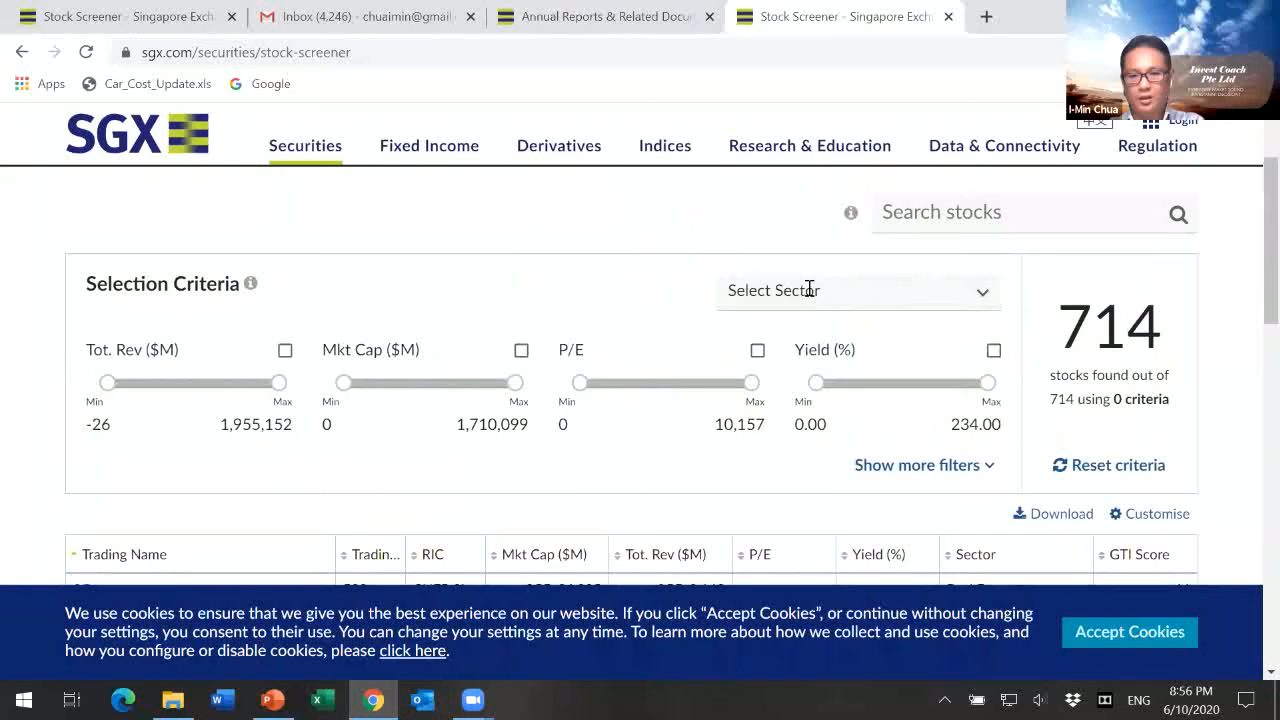 Stock Screener - Singapore Exch
Inbox (4,246) - chuaimin@gmail
Annual Reports & Related Docum
Stock Screener - Singapore Exch
sgx.com/securities/stock-screener
Apps
Car_Cost_Update.xls
Google
Invest Coach
Pte Ltd
I-Min Chua
SGX
中文
Login
Securities
Fixed Income
Derivatives
Indices
Research & Education
Data & Connectivity
Regulation
Search stocks
Selection Criteria
Select Sector
714
stocks found out of
714 using 0 criteria
Tot. Rev ($M)
Mkt Cap ($M)
P/E
Yield (%)
Min
Max
Min
Max
Min
Max
Min
Max
-26
1,955,152
0
1,710,099
0
10,157
0.00
234.00
Show more filters
Reset criteria
Download
Customise
Trading Name
Tradin...
RIC
Mkt Cap ($M)
Tot. Rev ($M)
P/E
Yield (%)
Sector
GTI Score
We use cookies to ensure that we give you the best experience on our website. If you click “Accept Cookies”, or continue without changing
your settings, you consent to their use. You can change your settings at any time. To learn more about how we collect and use cookies, and
how you configure or disable cookies, please click here.
Accept Cookies
ENG
8:56 PM
6/10/2020